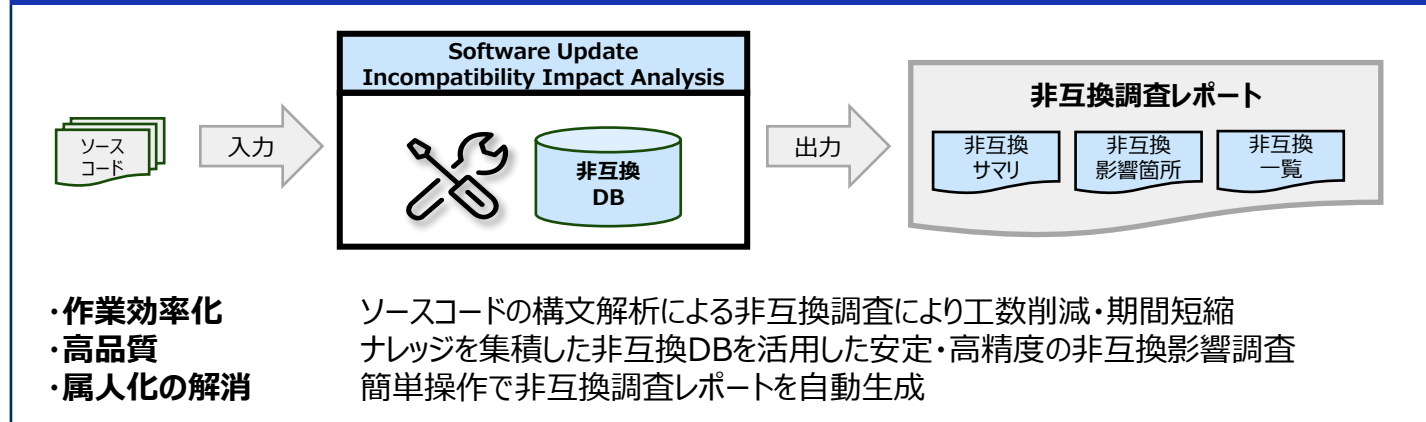 Software Update
Incompatibility Impact Analysis
ソース
コード
入力
非互換
DB
出力
非互換調査レポート
非互換
サマリ
非互換
影響箇所
非互換
一覧
・作業効率化 ソースコードの構文解析による非互換調査により工数削減・期間短縮
・高品質 ナレッジを集積した非互換DBを活用した安定・高精度の非互換影響調査
・属人化の解消 簡単操作で非互換調査レポートを自動生成